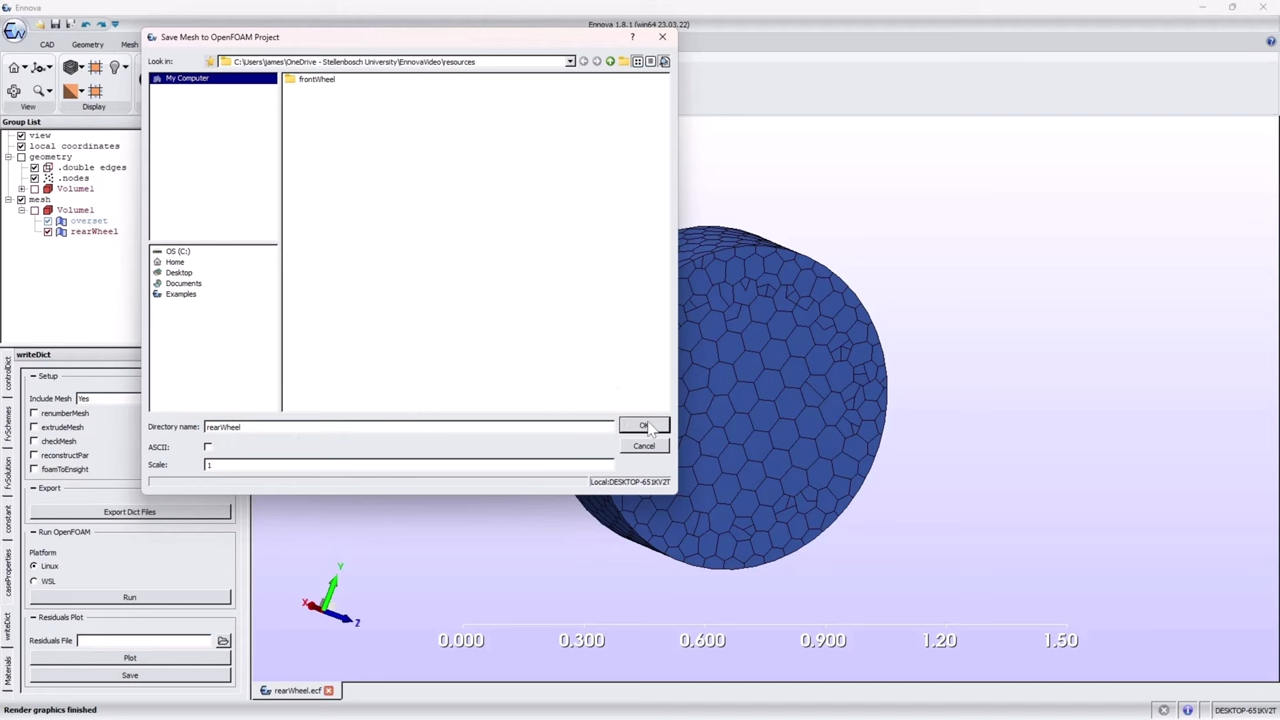 Ennova
Ennova 1.8.1 (win64 23.03.22)
CAD Geometry Mesh
View Display
Save Mesh to OpenFOAM Project
?
Look in: C:\Users\james\OneDrive - Stellenbosch University\EnnovaVideo\resources
My Computer
frontWheel
OS (C:)
Home
Desktop
Documents
Examples
Directory name: rearWheel
OK
ASCII:
Cancel
Scale: 1
Local:DESKTOP-651KV2T
Group List
view
local coordinates
geometry
.double edges
.nodes
Volume1
mesh
Volume1
overset
rearWheel
writeDict
controlDict
fvSchemes
fvSolution
constant
caseProperties
writeDict
Materials
Setup
Include Mesh Yes
renumberMesh
extrudeMesh
checkMesh
reconstructPar
foamToEnsight
Export
Export Dict Files
Run OpenFOAM
Platform
Linux
WSL
Run
Residuals Plot
Residuals File
Plot
Save
Y
X
Z
0.000 0.300 0.600 0.900 1.20 1.50
rearWheel.ecf
Render graphics finished
DESKTOP-651KV2T